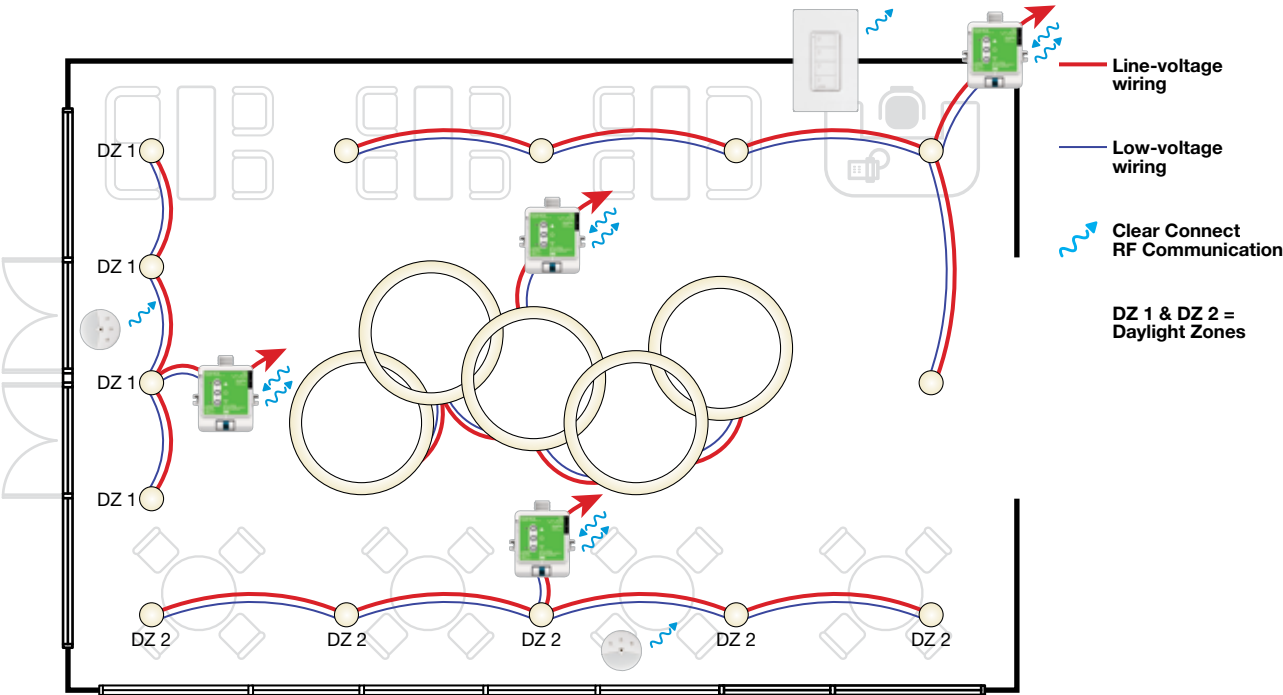 Line-voltage
wiring
Low-voltage
wiring
Clear Connect
RF Communication
DZ 1 & DZ 2 =
Daylight Zones
DZ 1
DZ 1
DZ 1
DZ 1
DZ 2
DZ 2
DZ 2
DZ 2
DZ 2